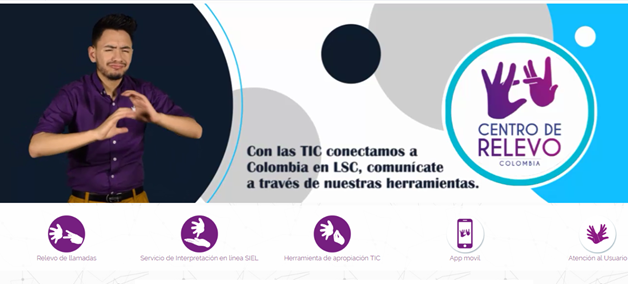 CENTRO DE
RELEVO
COLOMBIA
Con las TIC conectamos a
Colombia en LSC, comunícate
a través de nuestras herramientas.
Relevo de llamadas
Servicio de Interpretación en línea SIEL
Herramienta de apropiación TIC
App movil
Atencion al Usuario